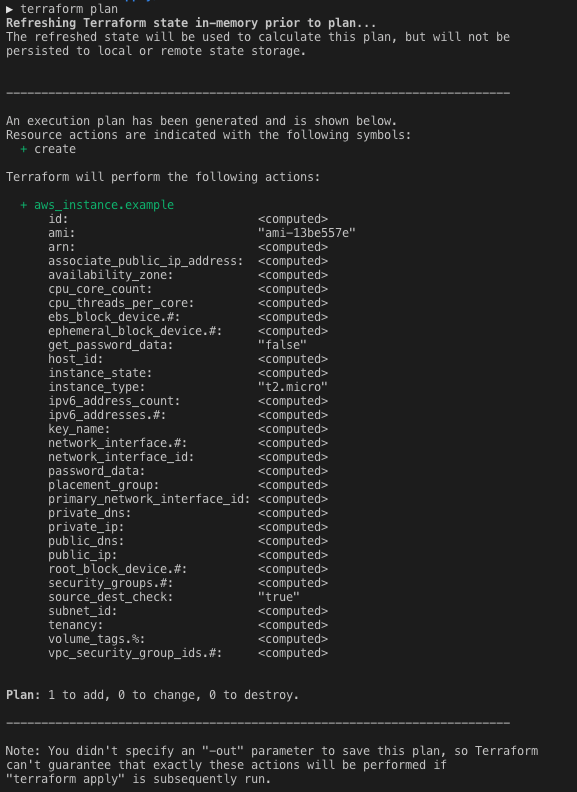 ▶ terraform plan
Refreshing Terraform state in-memory prior to plan...
The refreshed state will be used to calculate this plan, but will not be
persisted to local or remote state storage.
------------------------------------------------------------------------
An execution plan has been generated and is shown below.
Resource actions are indicated with the following symbols:
  + create
Terraform will perform the following actions:
  + aws_instance.example
      id:                           <computed>
      ami:                          "ami-13be557e"
      arn:                          <computed>
      associate_public_ip_address:  <computed>
      availability_zone:            <computed>
      cpu_core_count:               <computed>
      cpu_threads_per_core:         <computed>
      ebs_block_device.#:           <computed>
      ephemeral_block_device.#:     <computed>
      get_password_data:            "false"
      host_id:                      <computed>
      instance_state:               <computed>
      instance_type:                "t2.micro"
      ipv6_address_count:           <computed>
      ipv6_addresses.#:             <computed>
      key_name:                     <computed>
      network_interface.#:          <computed>
      network_interface_id:         <computed>
      password_data:                <computed>
      placement_group:              <computed>
      primary_network_interface_id: <computed>
      private_dns:                  <computed>
      private_ip:                   <computed>
      public_dns:                   <computed>
      public_ip:                    <computed>
      root_block_device.#:          <computed>
      security_groups.#:            <computed>
      source_dest_check:            "true"
      subnet_id:                    <computed>
      tenancy:                      <computed>
      volume_tags.%:                <computed>
      vpc_security_group_ids.#:     <computed>
Plan: 1 to add, 0 to change, 0 to destroy.
------------------------------------------------------------------------
Note: You didn't specify an "-out" parameter to save this plan, so Terraform
can't guarantee that exactly these actions will be performed if
"terraform apply" is subsequently run.